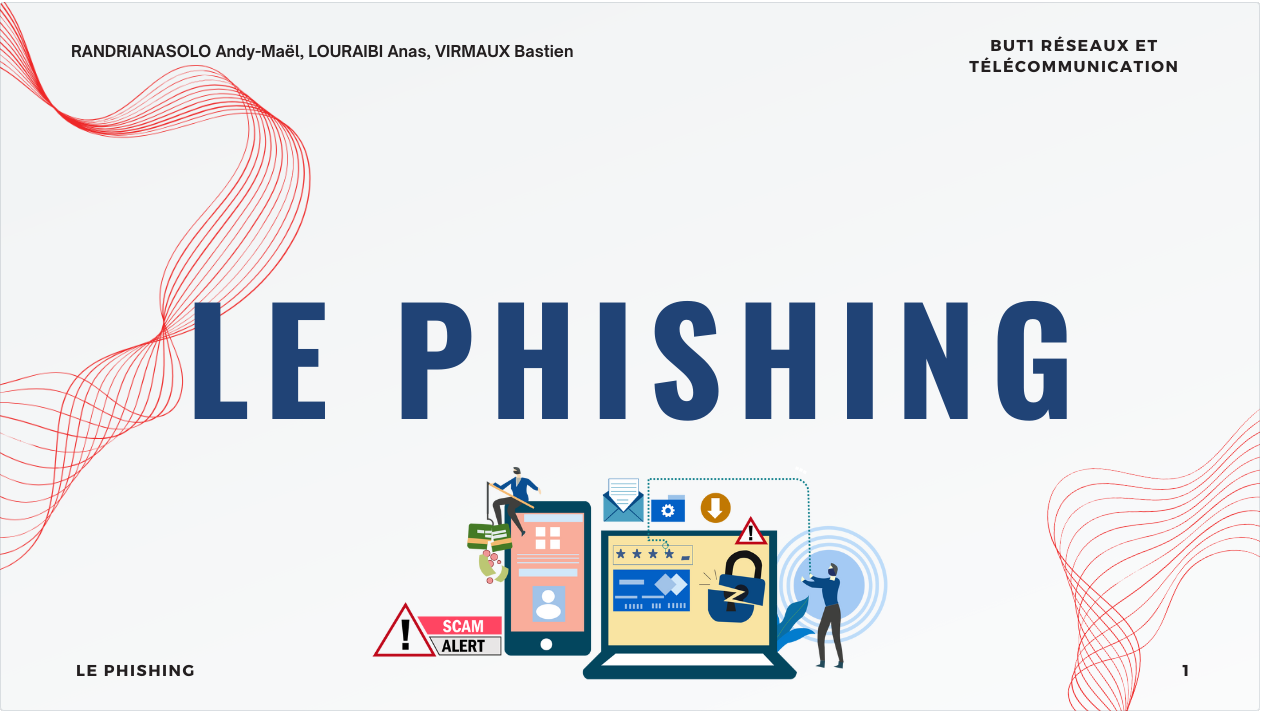 RANDRIANASOLO Andy-Maël, LOURAIBI Anas, VIRMAUX Bastien
BUT1 RÉSEAUX ET
TÉLÉCOMMUNICATION
LE PHISHING
SCAM
ALERT
LE PHISHING
1